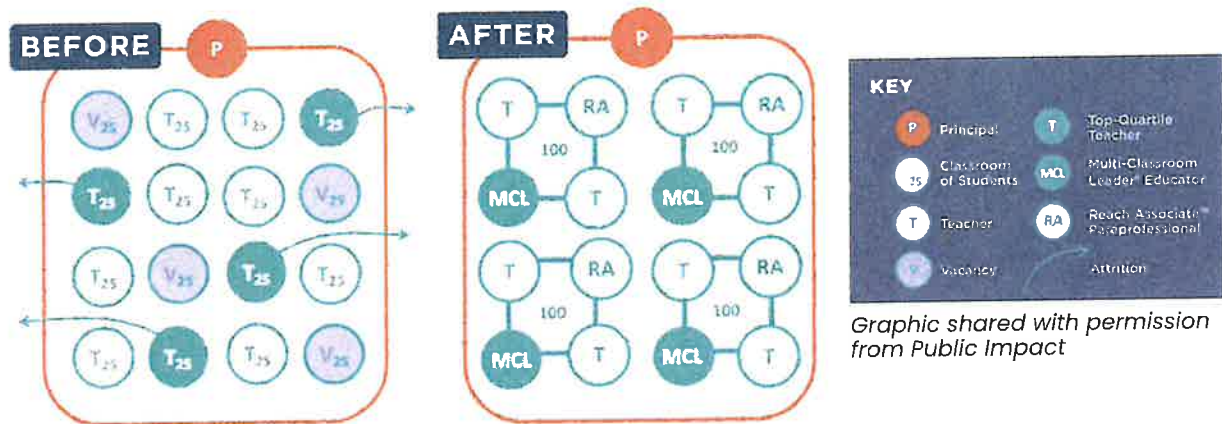 BEFORE
P
V25 T25 T25 T25
T25 T25 T25 V25
T25 V25 T25 T25
T25 T25 T25 V25
AFTER
P
T RA T RA
100 100
MCL T MCL T
T RA T RA
100 100
MCL T MCL T
KEY
P Principal
T Top-Quartile
Teacher
25 Classroom
of Students
MCL Multi-Classroom
Leader® Educator
T Teacher
RA Reach Associate™
Paraprofessional
V Vacancy
Attrition
Graphic shared with permission
from Public Impact